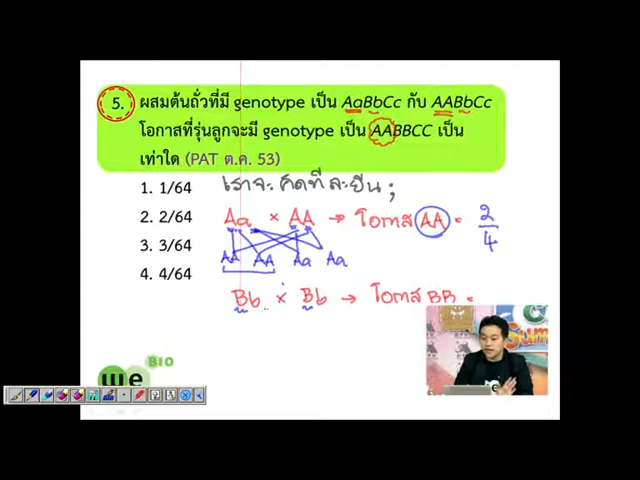 5. ผสมต้นถั่วที่มี genotype เป็น AaBbCc กับ AABbCc
โอกาสที่รุ่นลูกจะมี genotype เป็น AABBCC เป็น
เท่าใด (PAT ต.ค. 53)
1. 1/64
เราจะ คิดที่ละยีน ;
2. 2/64
Aa × AA → โอกาส AA = 2/4
3. 3/64
AA AA Aa Aa
4. 4/64
Bb × Bb → โอกาส BB =
we BIO